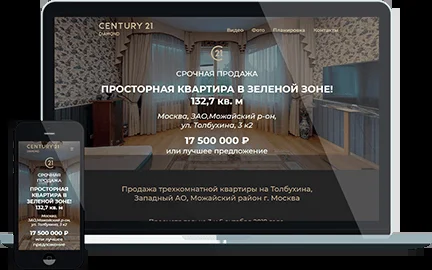 CENTURY 21
DIAMOND
Видео Фото Планировка Контакты
C21
СРОЧНАЯ ПРОДАЖА
ПРОСТОРНАЯ КВАРТИРА В ЗЕЛЕНОЙ ЗОНЕ!
132,7 кв. м
Москва, ЗАО,Можайский р-он,
ул. Толбухина, 3 к2
17 500 000 ₽
или лучшее предложение
Продажа трехкомнатной квартиры на Толбухина,
Западный АО, Можайский район г. Москва
CENTURY 21
21
СРОЧНАЯ
ПРОДАЖА
ПРОСТОРНАЯ
КВАРТИРА В
ЗЕЛЕНОЙ ЗОНЕ!
132,7 кв. м
Москва,
ЗАО,Можайский р-он,
ул. Толбухина, 3 к2
17 500 000 ₽
или лучшее
предложение